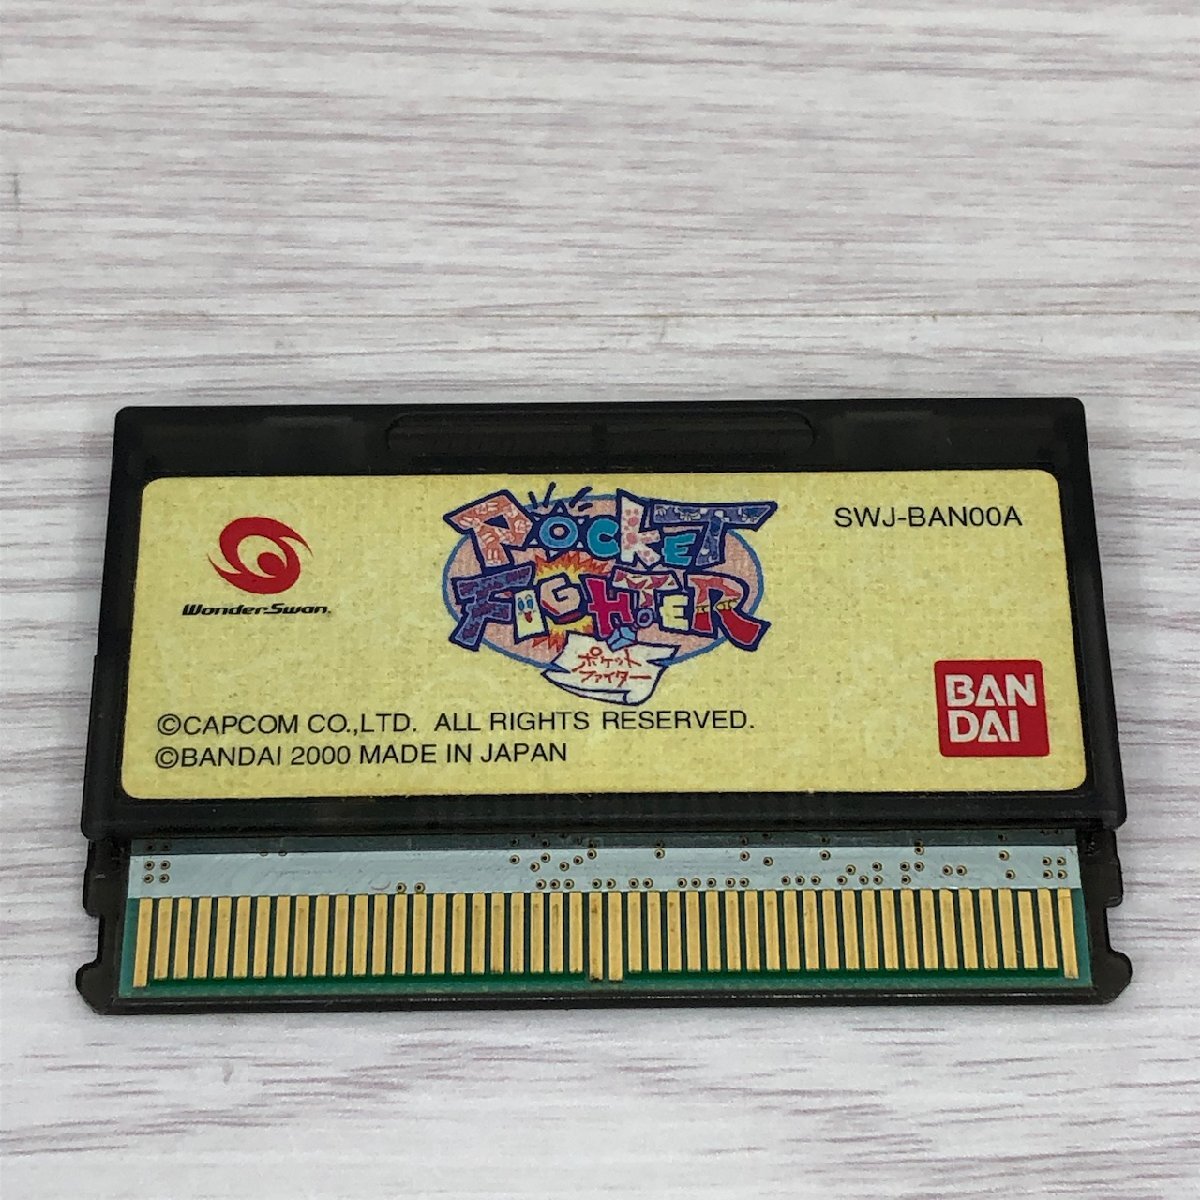 POCKET
FIGHTER
ポケット
ファイター
SWJ-BAN00A
WonderSwan
BAN
DAI
©CAPCOM CO.,LTD. ALL RIGHTS RESERVED.
©BANDAI 2000 MADE IN JAPAN